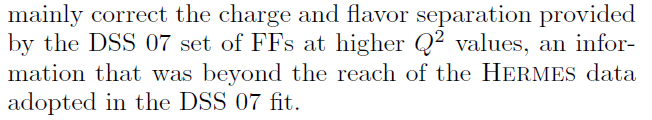 mainly correct the charge and flavor separation provided
by the DSS 07 set of FFs at higher Q² values, an infor-
mation that was beyond the reach of the HERMES data
adopted in the DSS 07 fit.